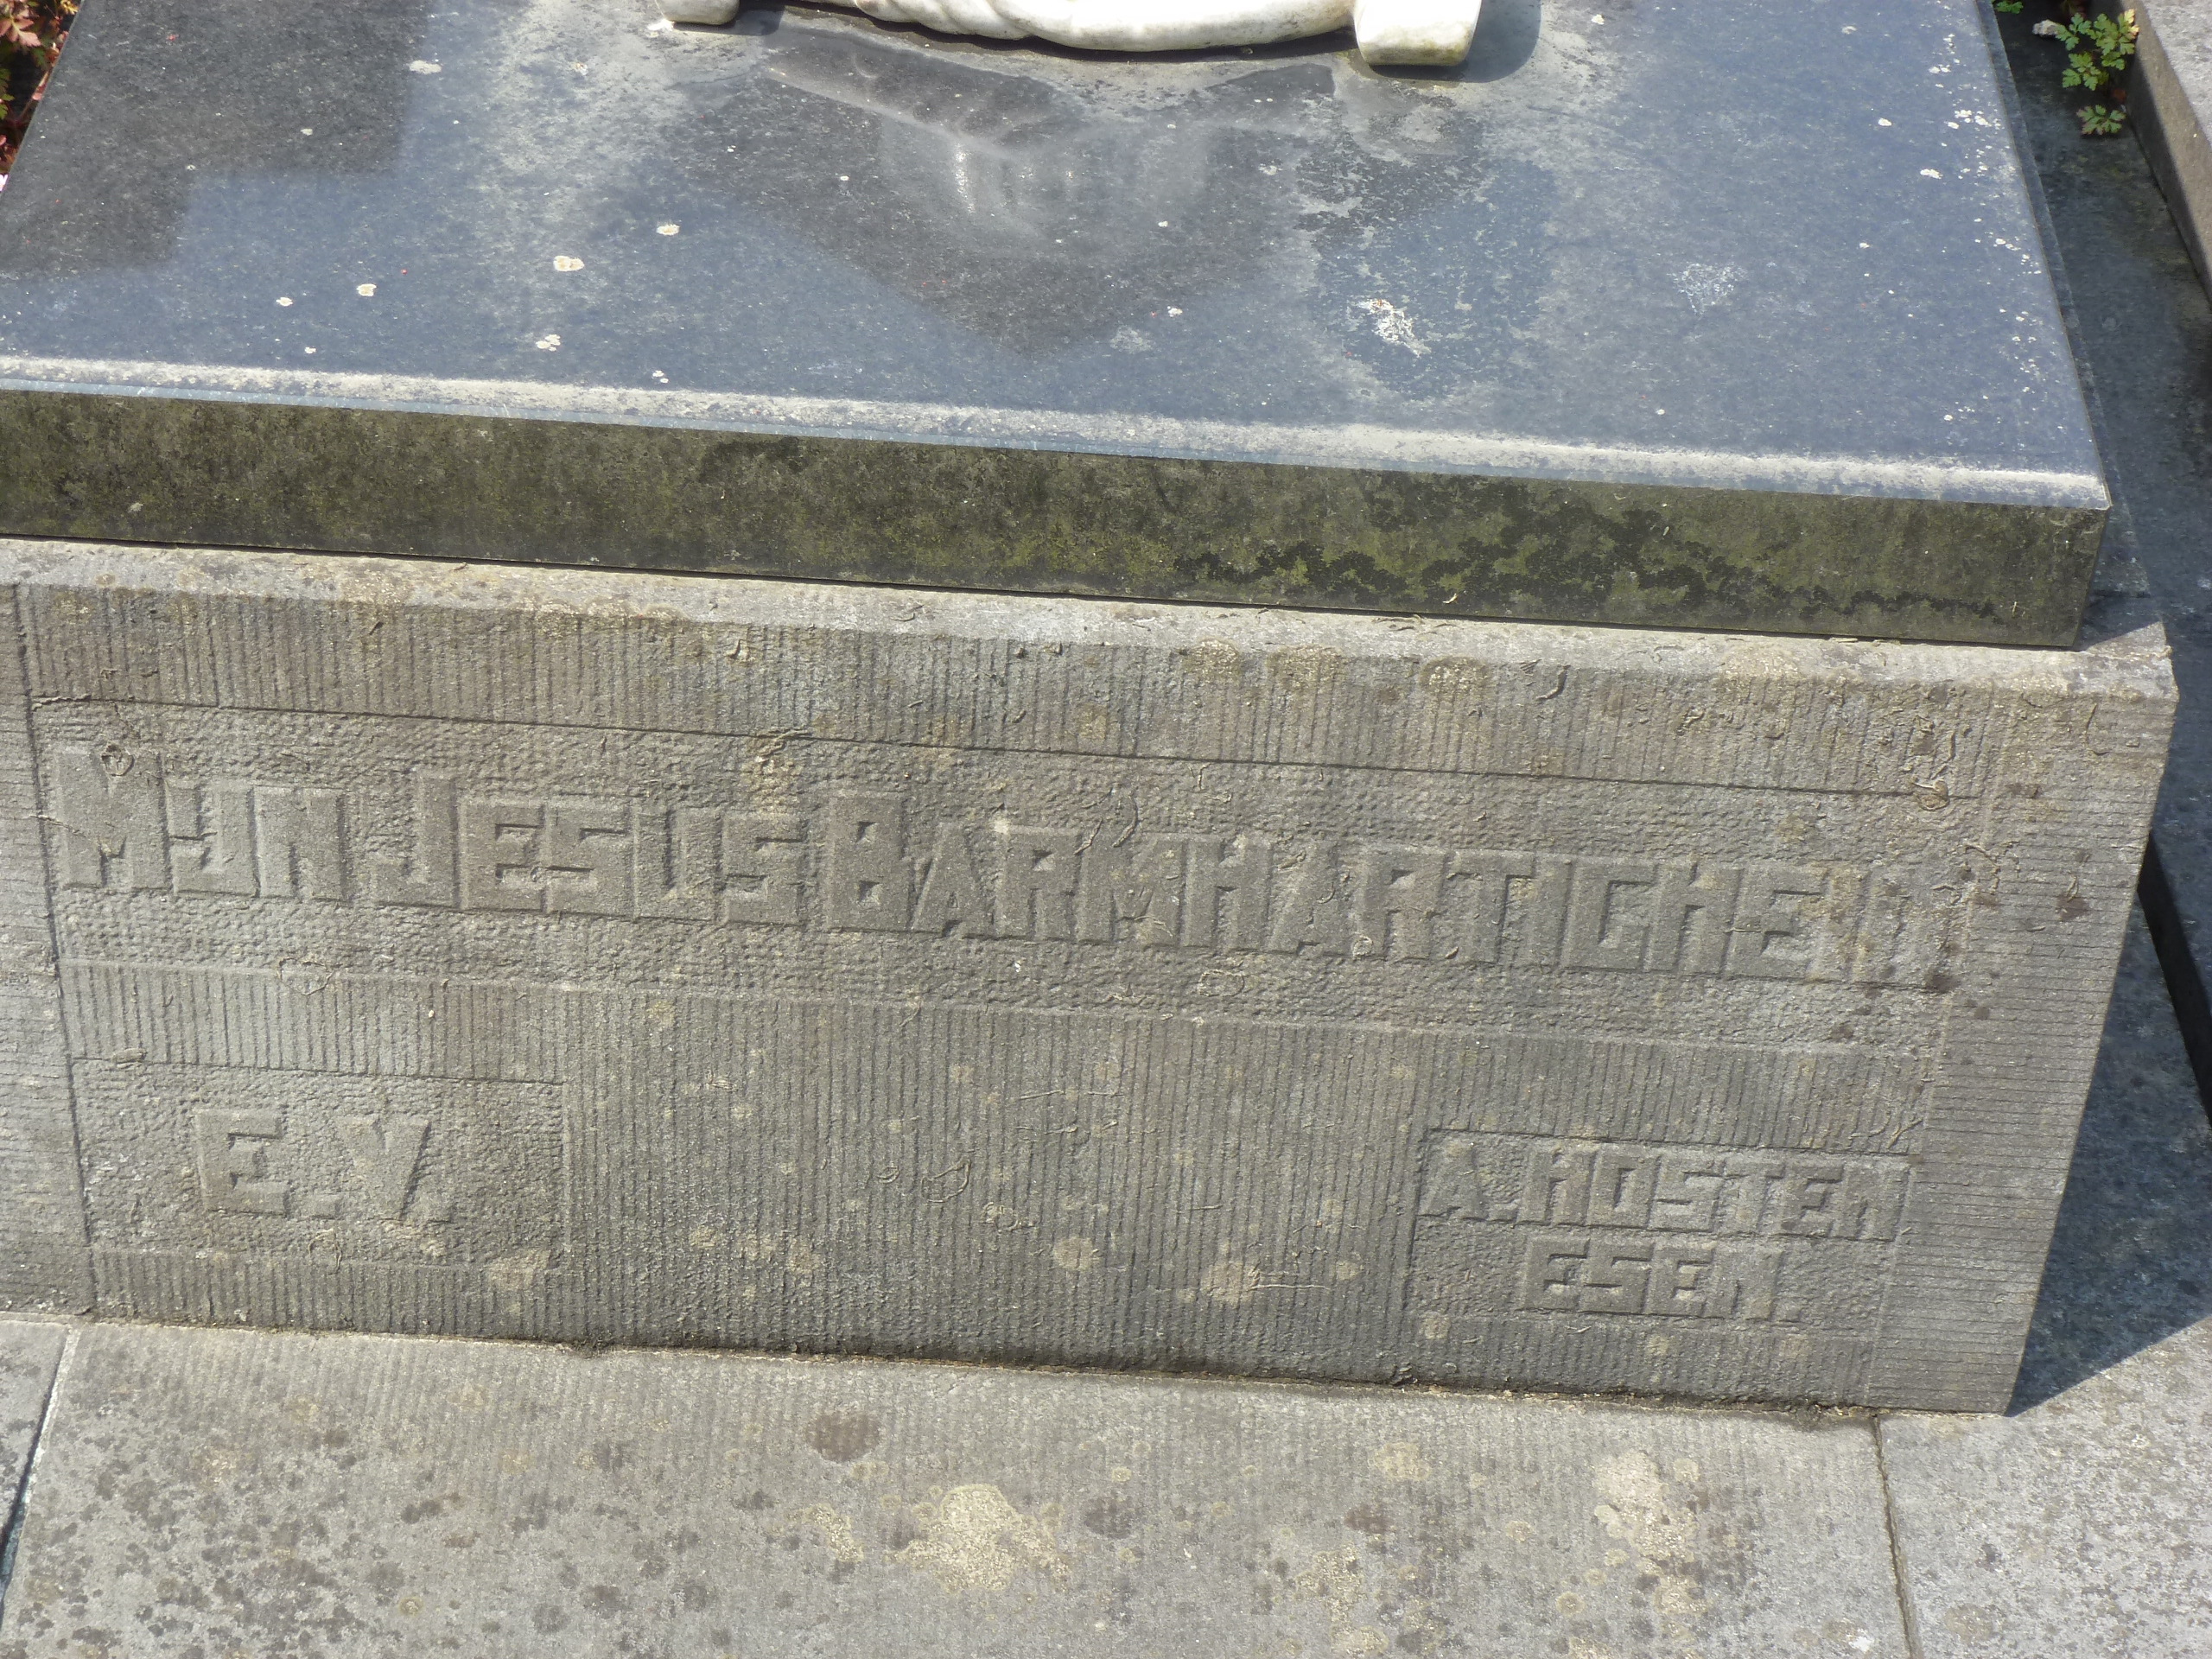 MIJN JESUS BARMHARTIGHEID
E.V.
A. HOSTEN
ESEN.